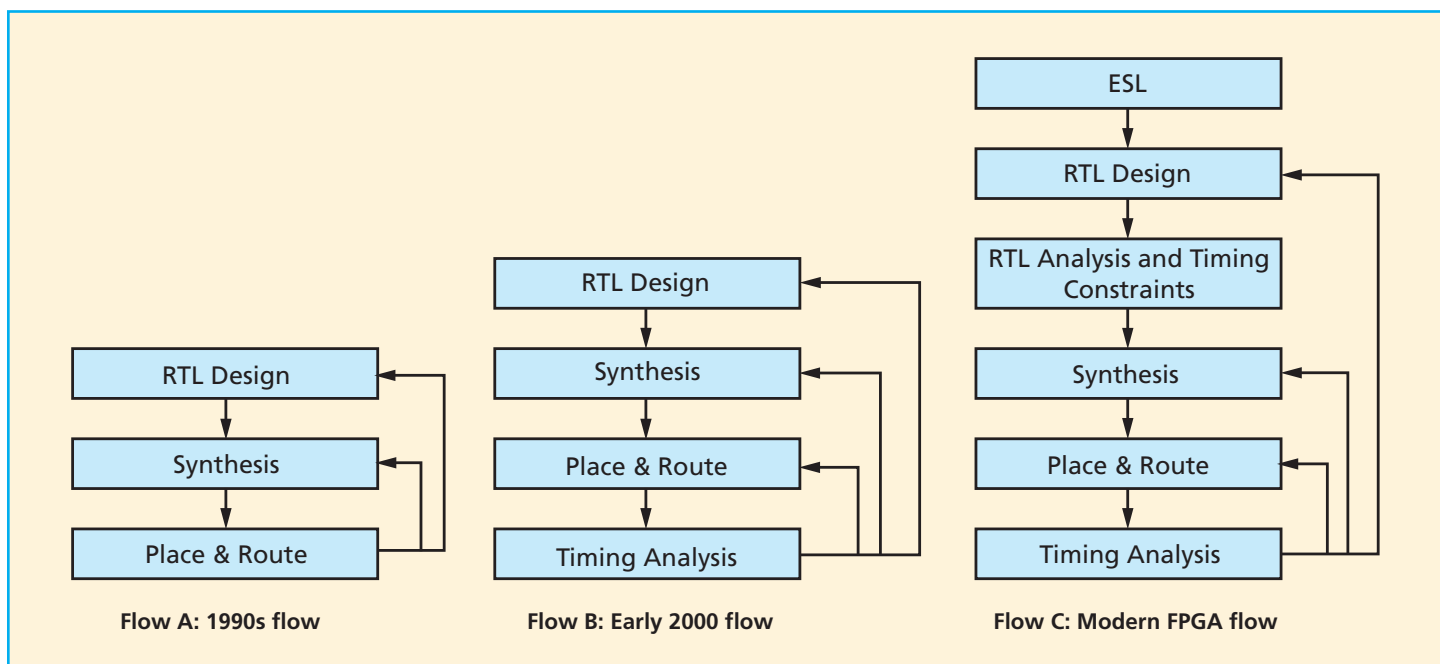 RTL Design
Synthesis
Place & Route
Flow A: 1990s flow
RTL Design
Synthesis
Place & Route
Timing Analysis
Flow B: Early 2000 flow
ESL
RTL Design
RTL Analysis and Timing
Constraints
Synthesis
Place & Route
Timing Analysis
Flow C: Modern FPGA flow